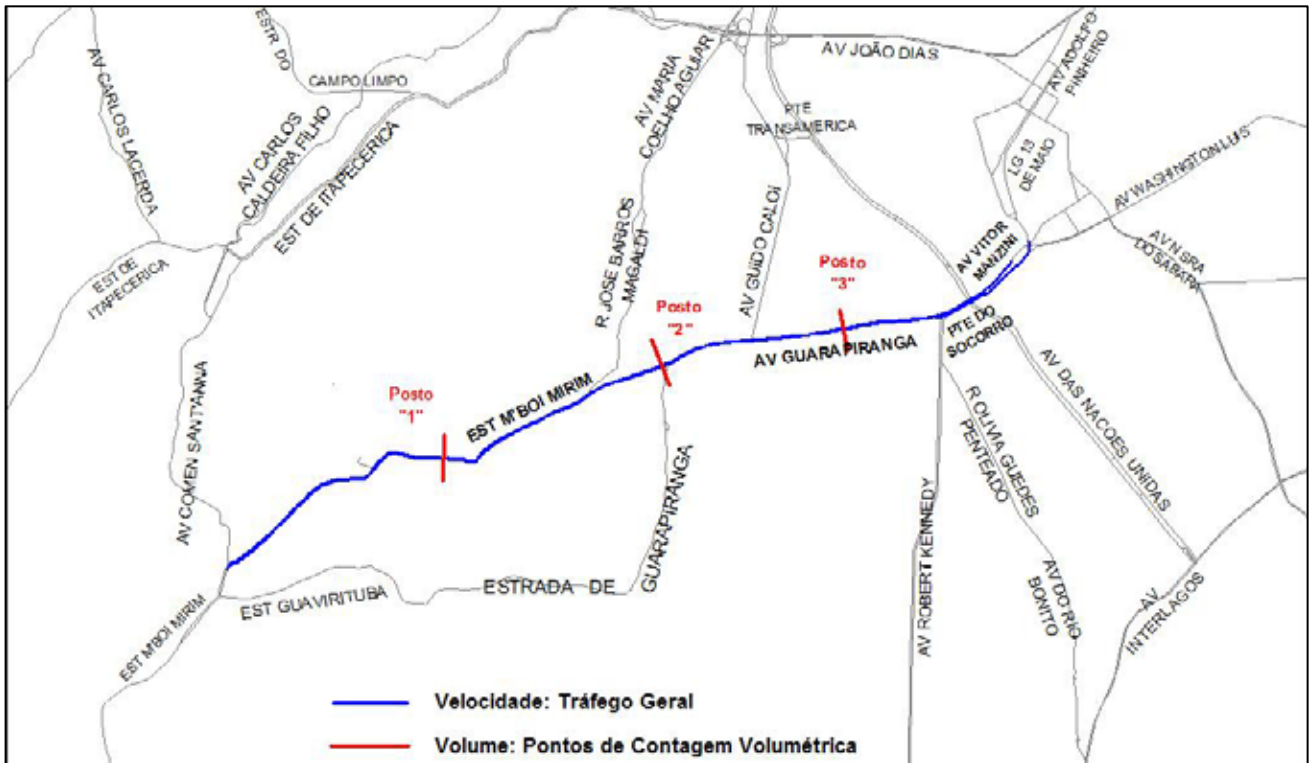 AV CARLOS LACERDA
ESTR. DO
CAMPO LIMPO
AV CARLOS
CALDEIRA FILHO
EST DE ITAPECERICA
EST DE
ITAPECERICA
AV COMEN SANT'ANNA
AV MARIA
COELHO AGUIAR
AV JOÃO DIAS
AV ADOLFO
PINHEIRO
PTE
TRANSAMERICA
LG 13
DE MAIO
AV WASHINGTON LUIS
AV N SRA
DO SABARA
R JOSE BARROS
MAGALDI
AV GUIDO CALOI
AV VITOR
MANZINI
Posto
"1"
Posto
"2"
Posto
"3"
EST M'BOI MIRIM
AV GUARAPIRANGA
PTE DO
SOCORRO
AV DAS NACOES UNIDAS
R OLIVIA GUEDES
PENTEADO
AV ROBERT KENNEDY
AV DO RIO
BONITO
AV
INTERLAGOS
EST M'BOI MIRIM
EST GUAVIRITUBA
ESTRADA DE
GUARAPIRANGA
Velocidade: Tráfego Geral
Volume: Pontos de Contagem Volumétrica